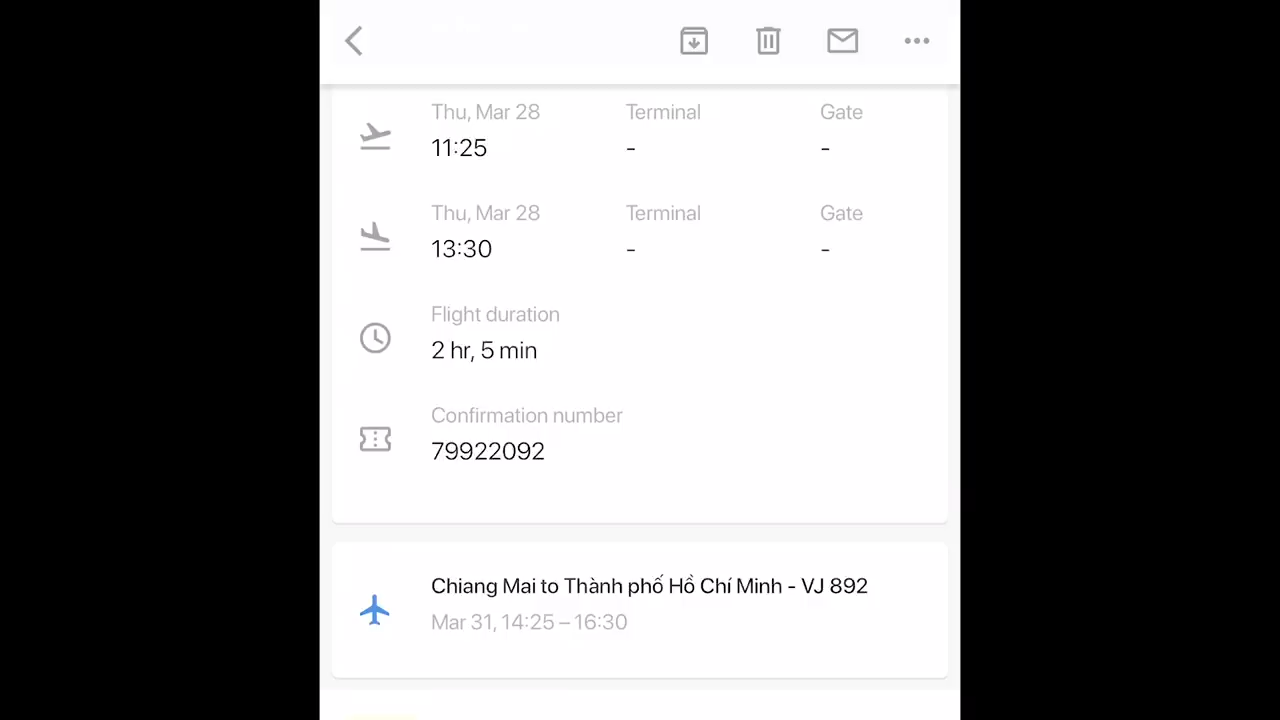 Thu, Mar 28 Terminal Gate
11:25 - -
Thu, Mar 28 Terminal Gate
13:30 - -
Flight duration
2 hr, 5 min
Confirmation number
79922092
Chiang Mai to Thành phố Hồ Chí Minh - VJ 892
Mar 31, 14:25 – 16:30